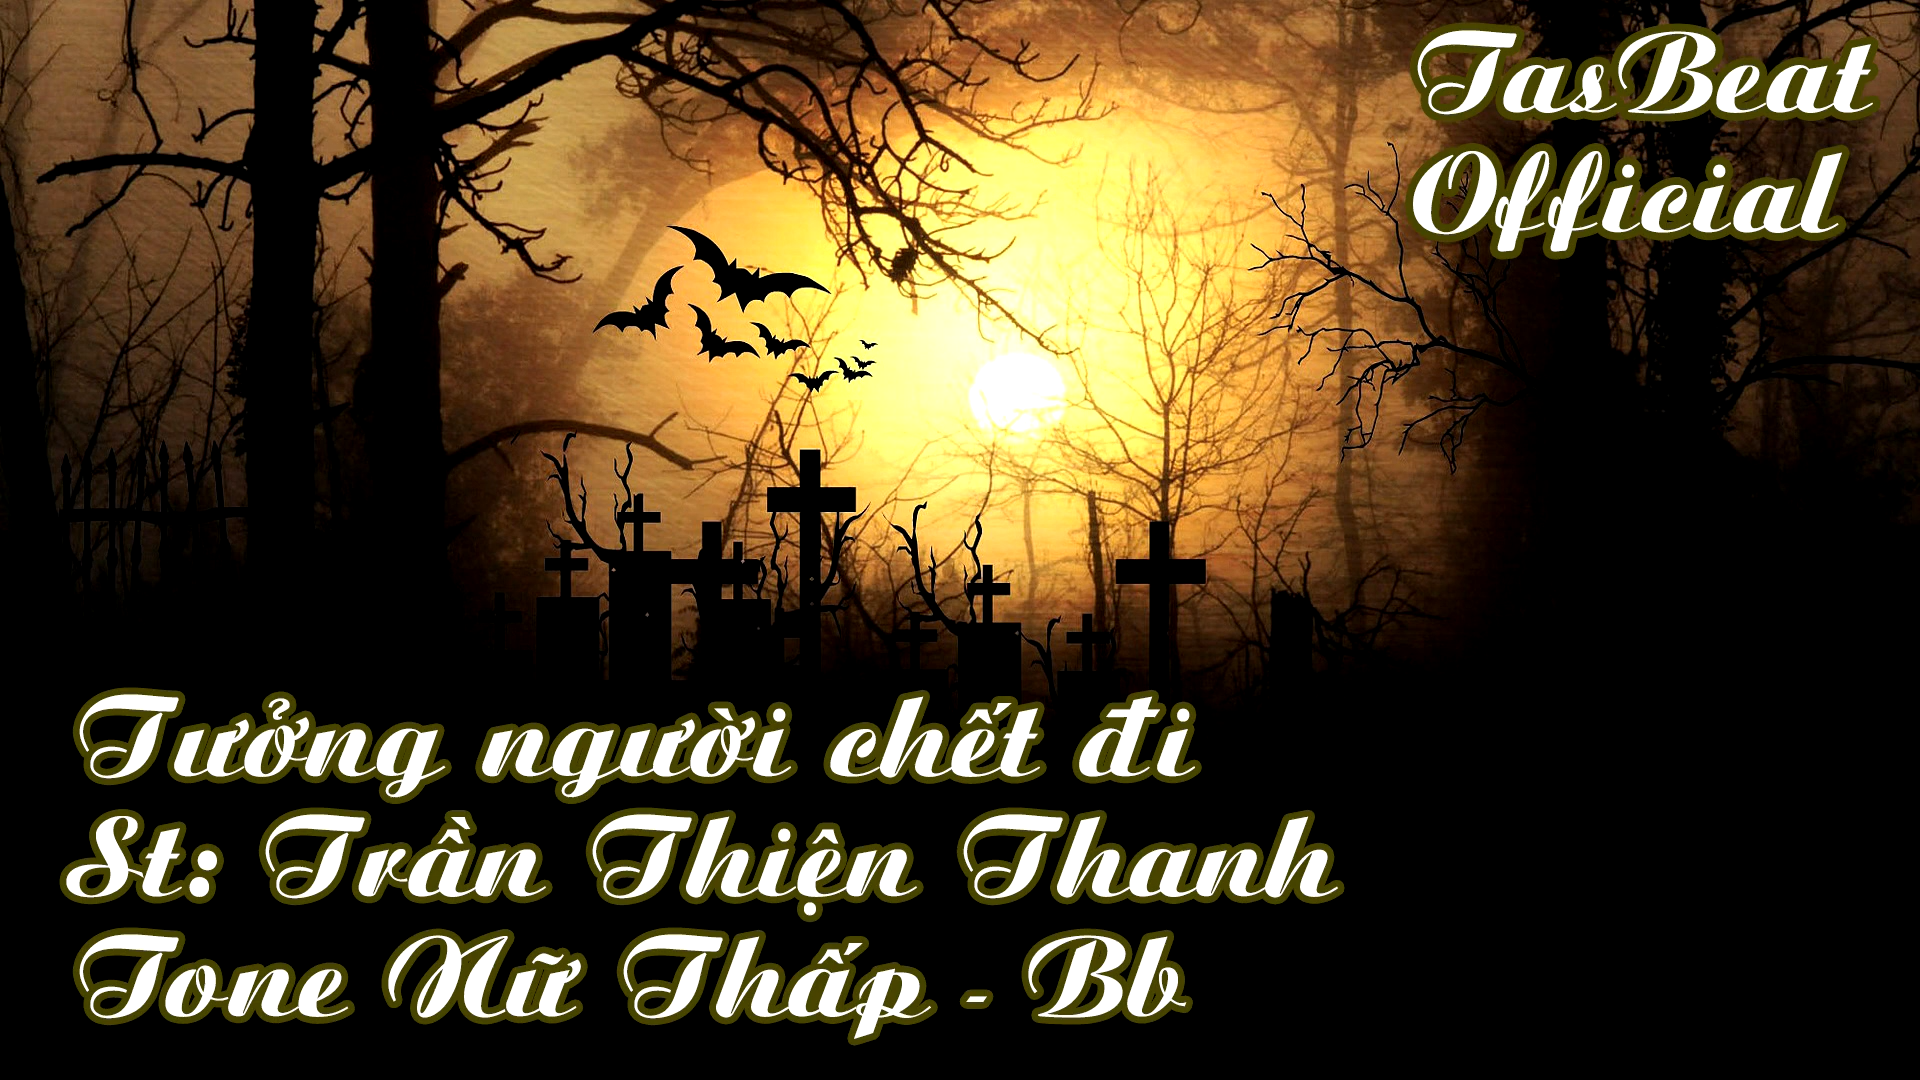 TasBeat
Official
Tưởng người chết đi
St: Trần Thiện Thanh
Tone Nữ Thấp - Bb